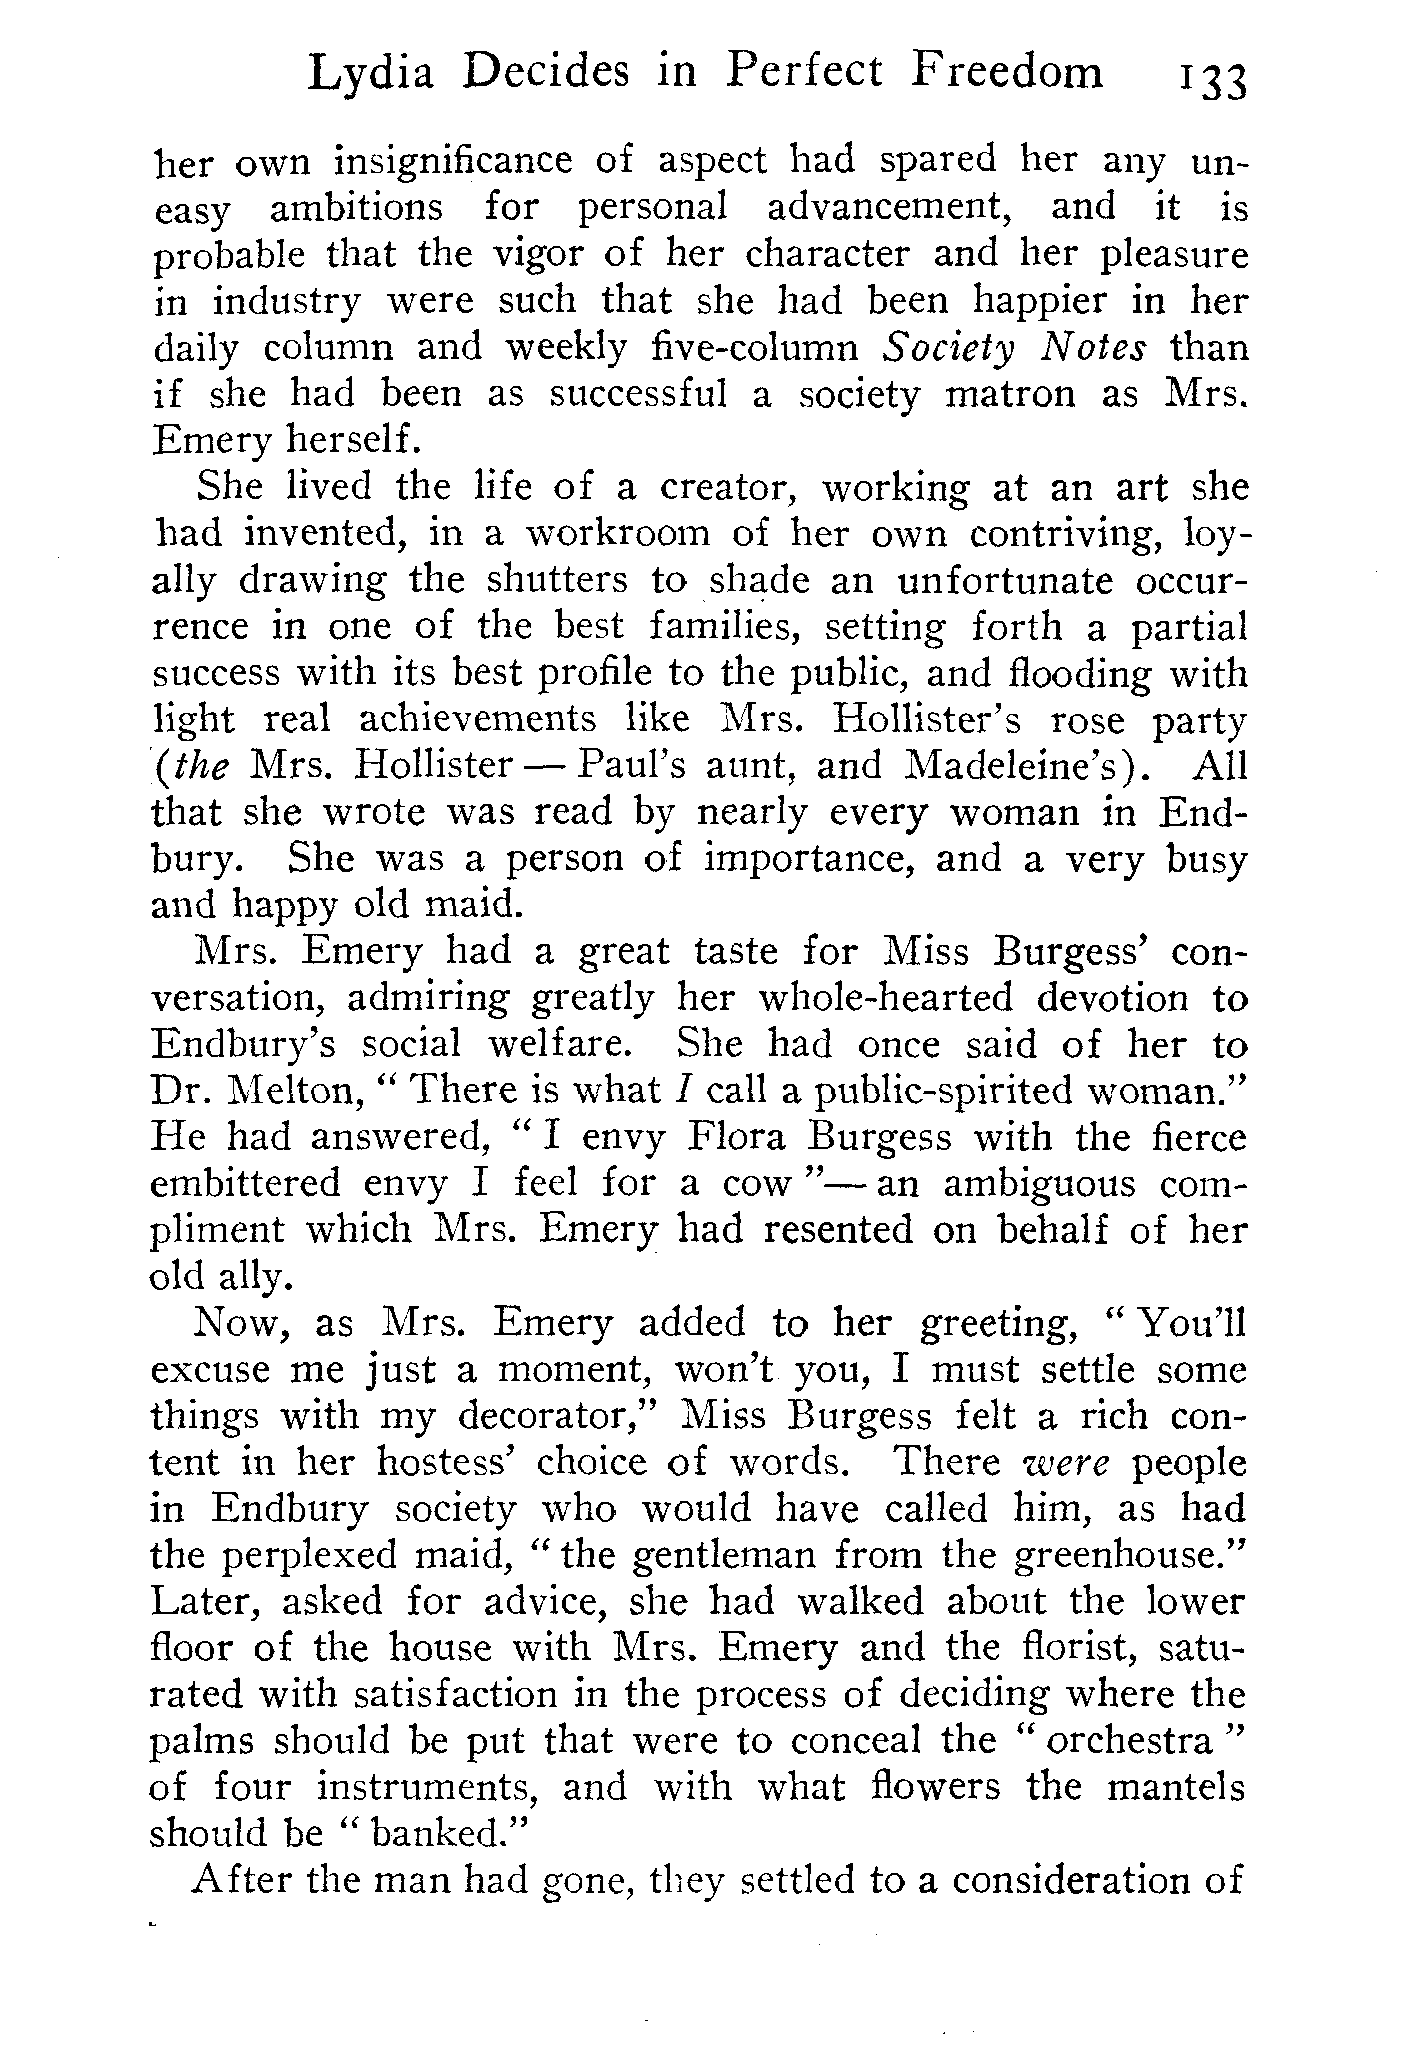 Lydia Decides in Perfect Freedom 133
her own insignificance of aspect had spared her any un-
easy ambitions for personal advancement, and it is
probable that the vigor of her character and her pleasure
in industry were such that she had been happier in her
daily column and weekly five-column Society Notes than
if she had been as successful a society matron as Mrs.
Emery herself.
She lived the life of a creator, working at an art she
had invented, in a workroom of her own contriving, loy-
ally drawing the shutters to shade an unfortunate occur-
rence in one of the best families, setting forth a partial
success with its best profile to the public, and flooding with
light real achievements like Mrs. Hollister's rose party
(the Mrs. Hollister — Paul's aunt, and Madeleine's). All
that she wrote was read by nearly every woman in End-
bury. She was a person of importance, and a very busy
and happy old maid.
Mrs. Emery had a great taste for Miss Burgess' con-
versation, admiring greatly her whole-hearted devotion to
Endbury's social welfare. She had once said of her to
Dr. Melton, " There is what I call a public-spirited woman."
He had answered, " I envy Flora Burgess with the fierce
embittered envy I feel for a cow "— an ambiguous com-
pliment which Mrs. Emery had resented on behalf of her
old ally.
Now, as Mrs. Emery added to her greeting, " You'll
excuse me just a moment, won't you, I must settle some
things with my decorator," Miss Burgess felt a rich con-
tent in her hostess' choice of words. There were people
in Endbury society who would have called him, as had
the perplexed maid, " the gentleman from the greenhouse."
Later, asked for advice, she had walked about the lower
floor of the house with Mrs. Emery and the florist, satu-
rated with satisfaction in the process of deciding where the
palms should be put that were to conceal the " orchestra "
of four instruments, and with what flowers the mantels
should be " banked."
After the man had gone, they settled to a consideration of